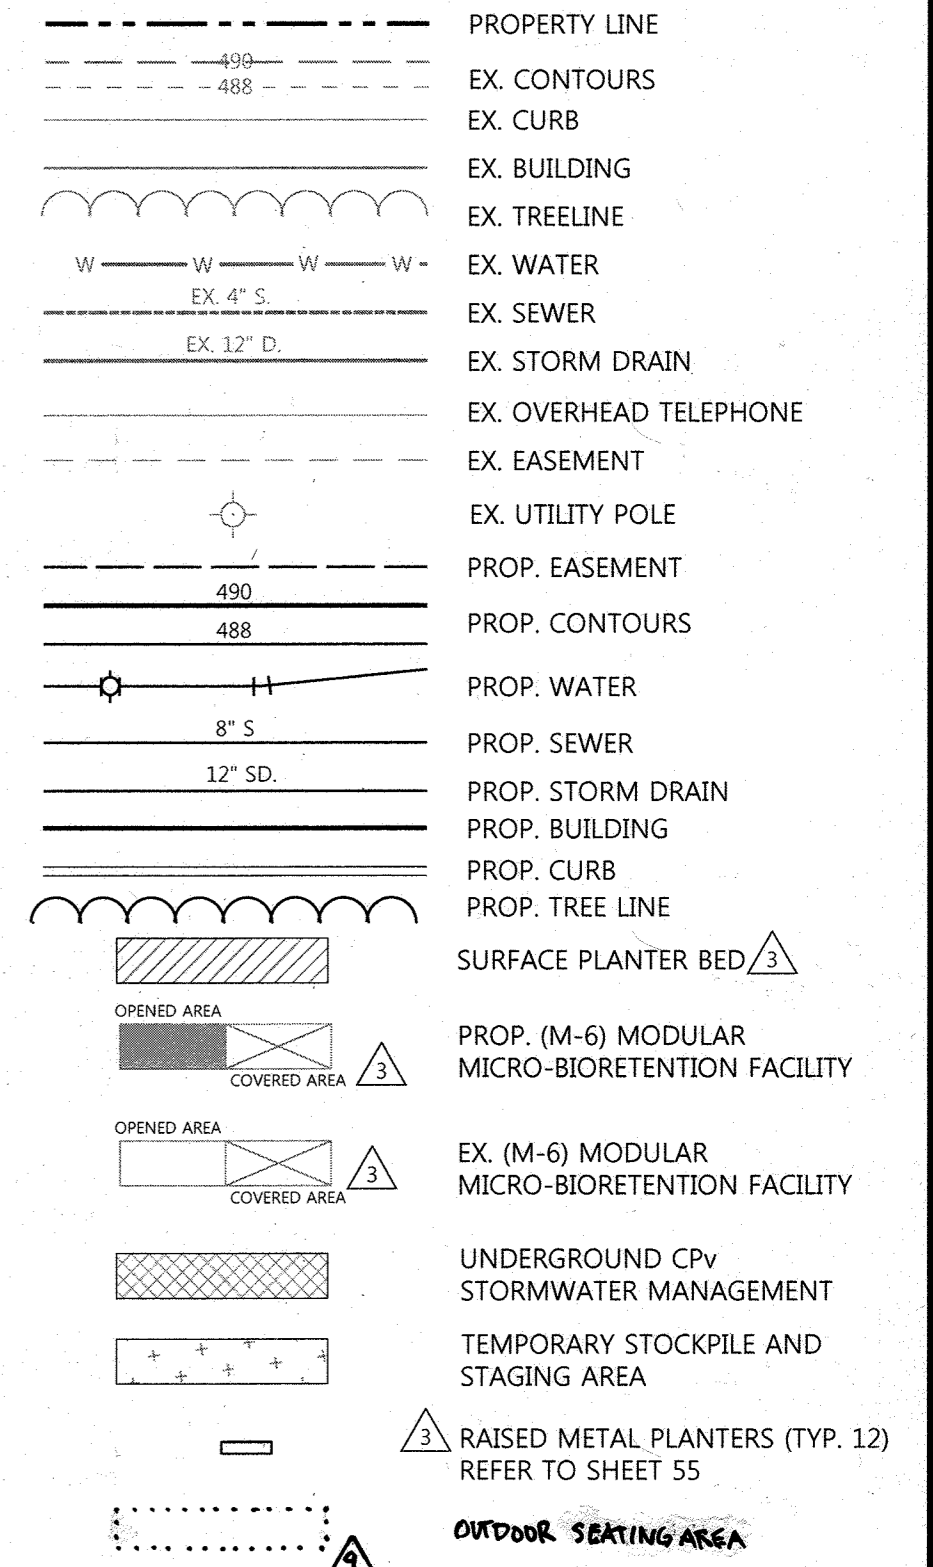 PROPERTY LINE
490
488
EX. CONTOURS
EX. CURB
EX. BUILDING
EX. TREELINE
W W W W
EX. WATER
EX. 4" S.
EX. SEWER
EX. 12" D.
EX. STORM DRAIN
EX. OVERHEAD TELEPHONE
EX. EASEMENT
EX. UTILITY POLE
PROP. EASEMENT
490
488
PROP. CONTOURS
PROP. WATER
8" S
PROP. SEWER
12" SD.
PROP. STORM DRAIN
PROP. BUILDING
PROP. CURB
PROP. TREE LINE
SURFACE PLANTER BED 3
OPENED AREA
COVERED AREA 3
PROP. (M-6) MODULAR
MICRO-BIORETENTION FACILITY
OPENED AREA
COVERED AREA 3
EX. (M-6) MODULAR
MICRO-BIORETENTION FACILITY
UNDERGROUND CPv
STORMWATER MANAGEMENT
TEMPORARY STOCKPILE AND
STAGING AREA
3 RAISED METAL PLANTERS (TYP. 12)
REFER TO SHEET 55
OUTDOOR SEATING AREA
9